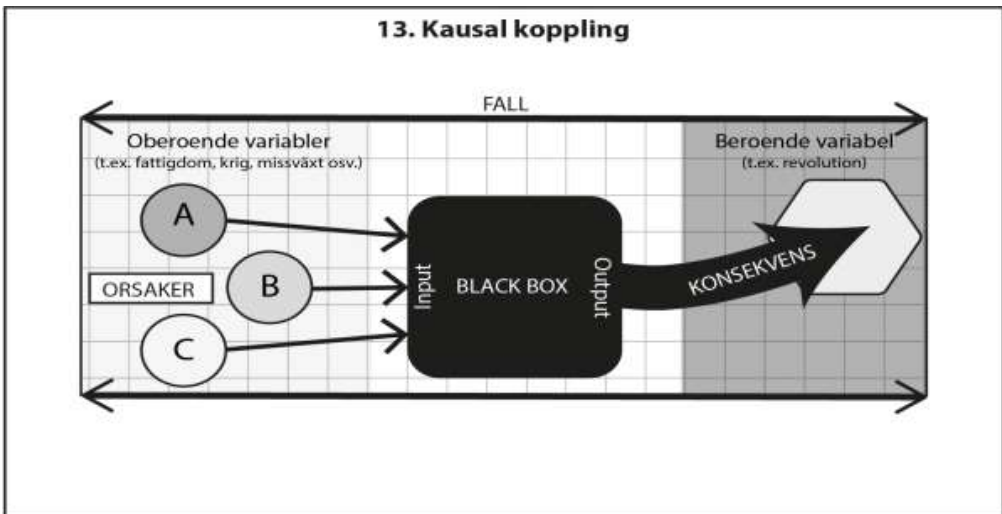 13. Kausal koppling
FALL
Oberoende variabler
(t.ex. fattigdom, krig, missväxt osv.)
Beroende variabel
(t.ex. revolution)
A
ORSAKER
B
C
Input
BLACK BOX
Output
KONSEKVENS